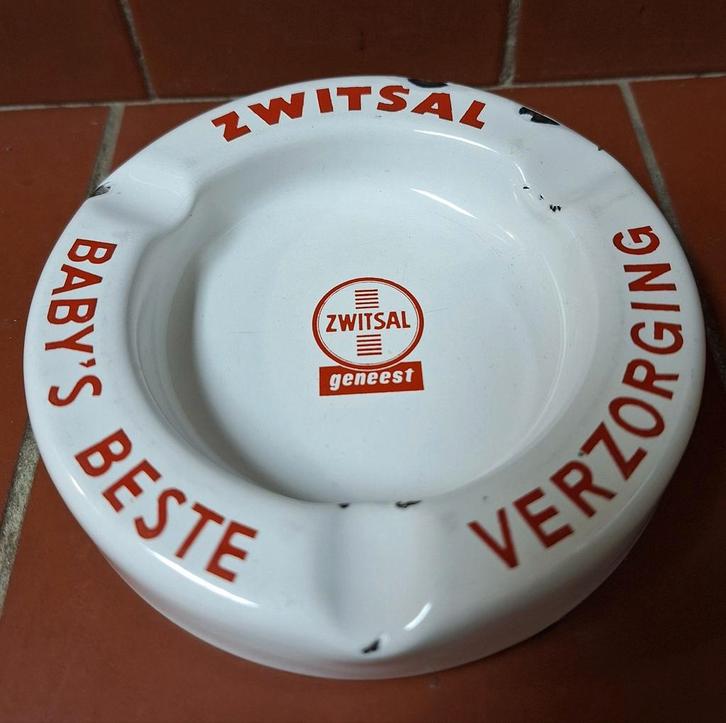 ZWITSAL
BABY'S BESTE VERZORGING
ZWITSAL
geneest